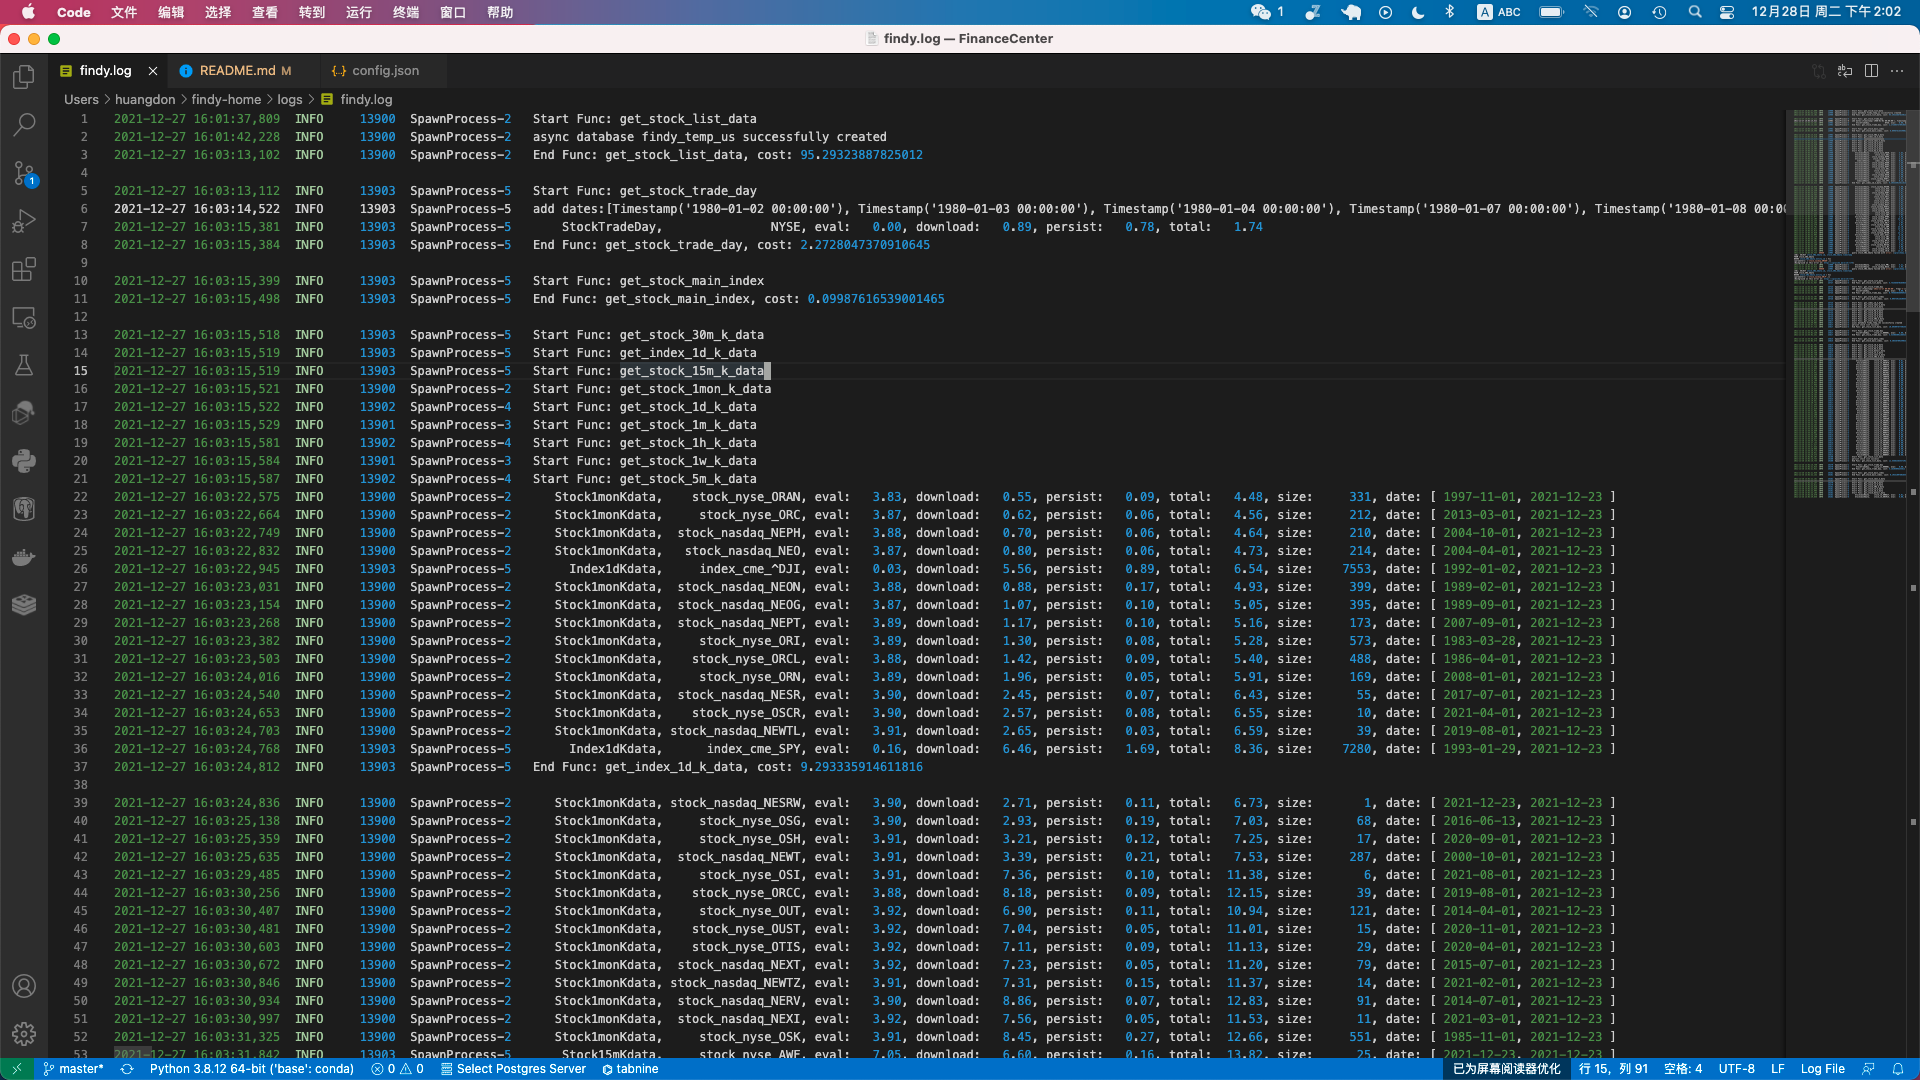 Code 文件 编辑 选择 查看 转到 运行 终端 窗口 帮助 1 A ABC 12月28日 周二 下午 2:02
findy.log — FinanceCenter
findy.log README.md M {..} config.json
Users > huangdon > findy-home > logs > findy.log
1 2021-12-27 16:01:37,809 INFO 13900 SpawnProcess-2 Start Func: get_stock_list_data
2 2021-12-27 16:01:42,228 INFO 13900 SpawnProcess-2 async database findy_temp_us successfully created
3 2021-12-27 16:03:13,102 INFO 13900 SpawnProcess-2 End Func: get_stock_list_data, cost: 95.29323887825012
4
5 2021-12-27 16:03:13,112 INFO 13903 SpawnProcess-5 Start Func: get_stock_trade_day
6 2021-12-27 16:03:14,522 INFO 13903 SpawnProcess-5 add dates:[Timestamp('1980-01-02 00:00:00'), Timestamp('1980-01-03 00:00:00'), Timestamp('1980-01-04 00:00:00'), Timestamp('1980-01-07 00:00:00'), Timestamp('1980-01-08 00:00
7 2021-12-27 16:03:15,381 INFO 13903 SpawnProcess-5 StockTradeDay, NYSE, eval: 0.00, download: 0.89, persist: 0.78, total: 1.74
8 2021-12-27 16:03:15,384 INFO 13903 SpawnProcess-5 End Func: get_stock_trade_day, cost: 2.2728047370910645
9
10 2021-12-27 16:03:15,399 INFO 13903 SpawnProcess-5 Start Func: get_stock_main_index
11 2021-12-27 16:03:15,498 INFO 13903 SpawnProcess-5 End Func: get_stock_main_index, cost: 0.09987616539001465
12
13 2021-12-27 16:03:15,518 INFO 13903 SpawnProcess-5 Start Func: get_stock_30m_k_data
14 2021-12-27 16:03:15,519 INFO 13903 SpawnProcess-5 Start Func: get_index_1d_k_data
15 2021-12-27 16:03:15,519 INFO 13903 SpawnProcess-5 Start Func: get_stock_15m_k_data
16 2021-12-27 16:03:15,521 INFO 13900 SpawnProcess-2 Start Func: get_stock_1mon_k_data
17 2021-12-27 16:03:15,522 INFO 13902 SpawnProcess-4 Start Func: get_stock_1d_k_data
18 2021-12-27 16:03:15,529 INFO 13901 SpawnProcess-3 Start Func: get_stock_1m_k_data
19 2021-12-27 16:03:15,581 INFO 13902 SpawnProcess-4 Start Func: get_stock_1h_k_data
20 2021-12-27 16:03:15,584 INFO 13901 SpawnProcess-3 Start Func: get_stock_1w_k_data
21 2021-12-27 16:03:15,587 INFO 13902 SpawnProcess-4 Start Func: get_stock_5m_k_data
22 2021-12-27 16:03:22,575 INFO 13900 SpawnProcess-2 Stock1monKdata, stock_nyse_ORAN, eval: 3.83, download: 0.55, persist: 0.09, total: 4.48, size: 331, date: [ 1997-11-01, 2021-12-23 ]
23 2021-12-27 16:03:22,664 INFO 13900 SpawnProcess-2 Stock1monKdata, stock_nyse_ORC, eval: 3.87, download: 0.62, persist: 0.06, total: 4.56, size: 212, date: [ 2013-03-01, 2021-12-23 ]
24 2021-12-27 16:03:22,749 INFO 13900 SpawnProcess-2 Stock1monKdata, stock_nasdaq_NEPH, eval: 3.88, download: 0.70, persist: 0.06, total: 4.64, size: 210, date: [ 2004-10-01, 2021-12-23 ]
25 2021-12-27 16:03:22,832 INFO 13900 SpawnProcess-2 Stock1monKdata, stock_nasdaq_NEO, eval: 3.87, download: 0.80, persist: 0.06, total: 4.73, size: 214, date: [ 2004-04-01, 2021-12-23 ]
26 2021-12-27 16:03:22,945 INFO 13903 SpawnProcess-5 Index1dKdata, index_cme_^DJI, eval: 0.03, download: 5.56, persist: 0.89, total: 6.54, size: 7553, date: [ 1992-01-02, 2021-12-23 ]
27 2021-12-27 16:03:23,031 INFO 13900 SpawnProcess-2 Stock1monKdata, stock_nasdaq_NEON, eval: 3.88, download: 0.88, persist: 0.17, total: 4.93, size: 399, date: [ 1989-02-01, 2021-12-23 ]
28 2021-12-27 16:03:23,154 INFO 13900 SpawnProcess-2 Stock1monKdata, stock_nasdaq_NEOG, eval: 3.87, download: 1.07, persist: 0.10, total: 5.05, size: 395, date: [ 1989-09-01, 2021-12-23 ]
29 2021-12-27 16:03:23,268 INFO 13900 SpawnProcess-2 Stock1monKdata, stock_nasdaq_NEPT, eval: 3.89, download: 1.17, persist: 0.10, total: 5.16, size: 173, date: [ 2007-09-01, 2021-12-23 ]
30 2021-12-27 16:03:23,382 INFO 13900 SpawnProcess-2 Stock1monKdata, stock_nyse_ORI, eval: 3.89, download: 1.30, persist: 0.08, total: 5.28, size: 573, date: [ 1983-03-28, 2021-12-23 ]
31 2021-12-27 16:03:23,503 INFO 13900 SpawnProcess-2 Stock1monKdata, stock_nyse_ORCL, eval: 3.88, download: 1.42, persist: 0.09, total: 5.40, size: 488, date: [ 1986-04-01, 2021-12-23 ]
32 2021-12-27 16:03:24,016 INFO 13900 SpawnProcess-2 Stock1monKdata, stock_nyse_ORN, eval: 3.89, download: 1.96, persist: 0.05, total: 5.91, size: 169, date: [ 2008-01-01, 2021-12-23 ]
33 2021-12-27 16:03:24,540 INFO 13900 SpawnProcess-2 Stock1monKdata, stock_nasdaq_NESR, eval: 3.90, download: 2.45, persist: 0.07, total: 6.43, size: 55, date: [ 2017-07-01, 2021-12-23 ]
34 2021-12-27 16:03:24,653 INFO 13900 SpawnProcess-2 Stock1monKdata, stock_nyse_OSCR, eval: 3.90, download: 2.57, persist: 0.08, total: 6.55, size: 10, date: [ 2021-04-01, 2021-12-23 ]
35 2021-12-27 16:03:24,703 INFO 13900 SpawnProcess-2 Stock1monKdata, stock_nasdaq_NEWTL, eval: 3.91, download: 2.65, persist: 0.03, total: 6.59, size: 39, date: [ 2019-08-01, 2021-12-23 ]
36 2021-12-27 16:03:24,768 INFO 13903 SpawnProcess-5 Index1dKdata, index_cme_SPY, eval: 0.16, download: 6.46, persist: 1.69, total: 8.36, size: 7280, date: [ 1993-01-29, 2021-12-23 ]
37 2021-12-27 16:03:24,812 INFO 13903 SpawnProcess-5 End Func: get_index_1d_k_data, cost: 9.293335914611816
38
39 2021-12-27 16:03:24,836 INFO 13900 SpawnProcess-2 Stock1monKdata, stock_nasdaq_NESRW, eval: 3.90, download: 2.71, persist: 0.11, total: 6.73, size: 1, date: [ 2021-12-23, 2021-12-23 ]
40 2021-12-27 16:03:25,138 INFO 13900 SpawnProcess-2 Stock1monKdata, stock_nyse_OSG, eval: 3.90, download: 2.93, persist: 0.19, total: 7.03, size: 68, date: [ 2016-06-13, 2021-12-23 ]
41 2021-12-27 16:03:25,359 INFO 13900 SpawnProcess-2 Stock1monKdata, stock_nyse_OSH, eval: 3.91, download: 3.21, persist: 0.12, total: 7.25, size: 17, date: [ 2020-09-01, 2021-12-23 ]
42 2021-12-27 16:03:25,635 INFO 13900 SpawnProcess-2 Stock1monKdata, stock_nasdaq_NEWT, eval: 3.91, download: 3.39, persist: 0.21, total: 7.53, size: 287, date: [ 2000-10-01, 2021-12-23 ]
43 2021-12-27 16:03:29,485 INFO 13900 SpawnProcess-2 Stock1monKdata, stock_nyse_OSI, eval: 3.91, download: 7.36, persist: 0.10, total: 11.38, size: 6, date: [ 2021-08-01, 2021-12-23 ]
44 2021-12-27 16:03:30,256 INFO 13900 SpawnProcess-2 Stock1monKdata, stock_nyse_ORCC, eval: 3.88, download: 8.18, persist: 0.09, total: 12.15, size: 39, date: [ 2019-08-01, 2021-12-23 ]
45 2021-12-27 16:03:30,407 INFO 13900 SpawnProcess-2 Stock1monKdata, stock_nyse_OUT, eval: 3.92, download: 6.90, persist: 0.11, total: 10.94, size: 121, date: [ 2014-04-01, 2021-12-23 ]
46 2021-12-27 16:03:30,481 INFO 13900 SpawnProcess-2 Stock1monKdata, stock_nyse_OUST, eval: 3.92, download: 7.04, persist: 0.05, total: 11.01, size: 15, date: [ 2020-11-01, 2021-12-23 ]
47 2021-12-27 16:03:30,603 INFO 13900 SpawnProcess-2 Stock1monKdata, stock_nyse_OTIS, eval: 3.92, download: 7.11, persist: 0.09, total: 11.13, size: 29, date: [ 2020-04-01, 2021-12-23 ]
48 2021-12-27 16:03:30,672 INFO 13900 SpawnProcess-2 Stock1monKdata, stock_nasdaq_NEXT, eval: 3.92, download: 7.23, persist: 0.05, total: 11.20, size: 79, date: [ 2015-07-01, 2021-12-23 ]
49 2021-12-27 16:03:30,846 INFO 13900 SpawnProcess-2 Stock1monKdata, stock_nasdaq_NEWTZ, eval: 3.91, download: 7.31, persist: 0.15, total: 11.37, size: 14, date: [ 2021-02-01, 2021-12-23 ]
50 2021-12-27 16:03:30,934 INFO 13900 SpawnProcess-2 Stock1monKdata, stock_nasdaq_NERV, eval: 3.90, download: 8.86, persist: 0.07, total: 12.83, size: 91, date: [ 2014-07-01, 2021-12-23 ]
51 2021-12-27 16:03:30,997 INFO 13900 SpawnProcess-2 Stock1monKdata, stock_nasdaq_NEXI, eval: 3.92, download: 7.56, persist: 0.05, total: 11.53, size: 11, date: [ 2021-03-01, 2021-12-23 ]
52 2021-12-27 16:03:31,325 INFO 13900 SpawnProcess-2 Stock1monKdata, stock_nyse_OSK, eval: 3.91, download: 8.45, persist: 0.27, total: 12.66, size: 551, date: [ 1985-11-01, 2021-12-23 ]
53 2021-12-27 16:03:31,842 INFO 13903 SpawnProcess-5 Stock15mKdata, stock_nyse_AWF, eval: 7.05, download: 6.60, persist: 0.16, total: 13.82, size: 25, date: [ 2021-12-23, 2021-12-23 ]
master* Python 3.8.12 64-bit ('base': conda) 0 0 Select Postgres Server tabnine 已为屏幕阅读器优化 行 15，列 91 空格: 4 UTF-8 LF Log File